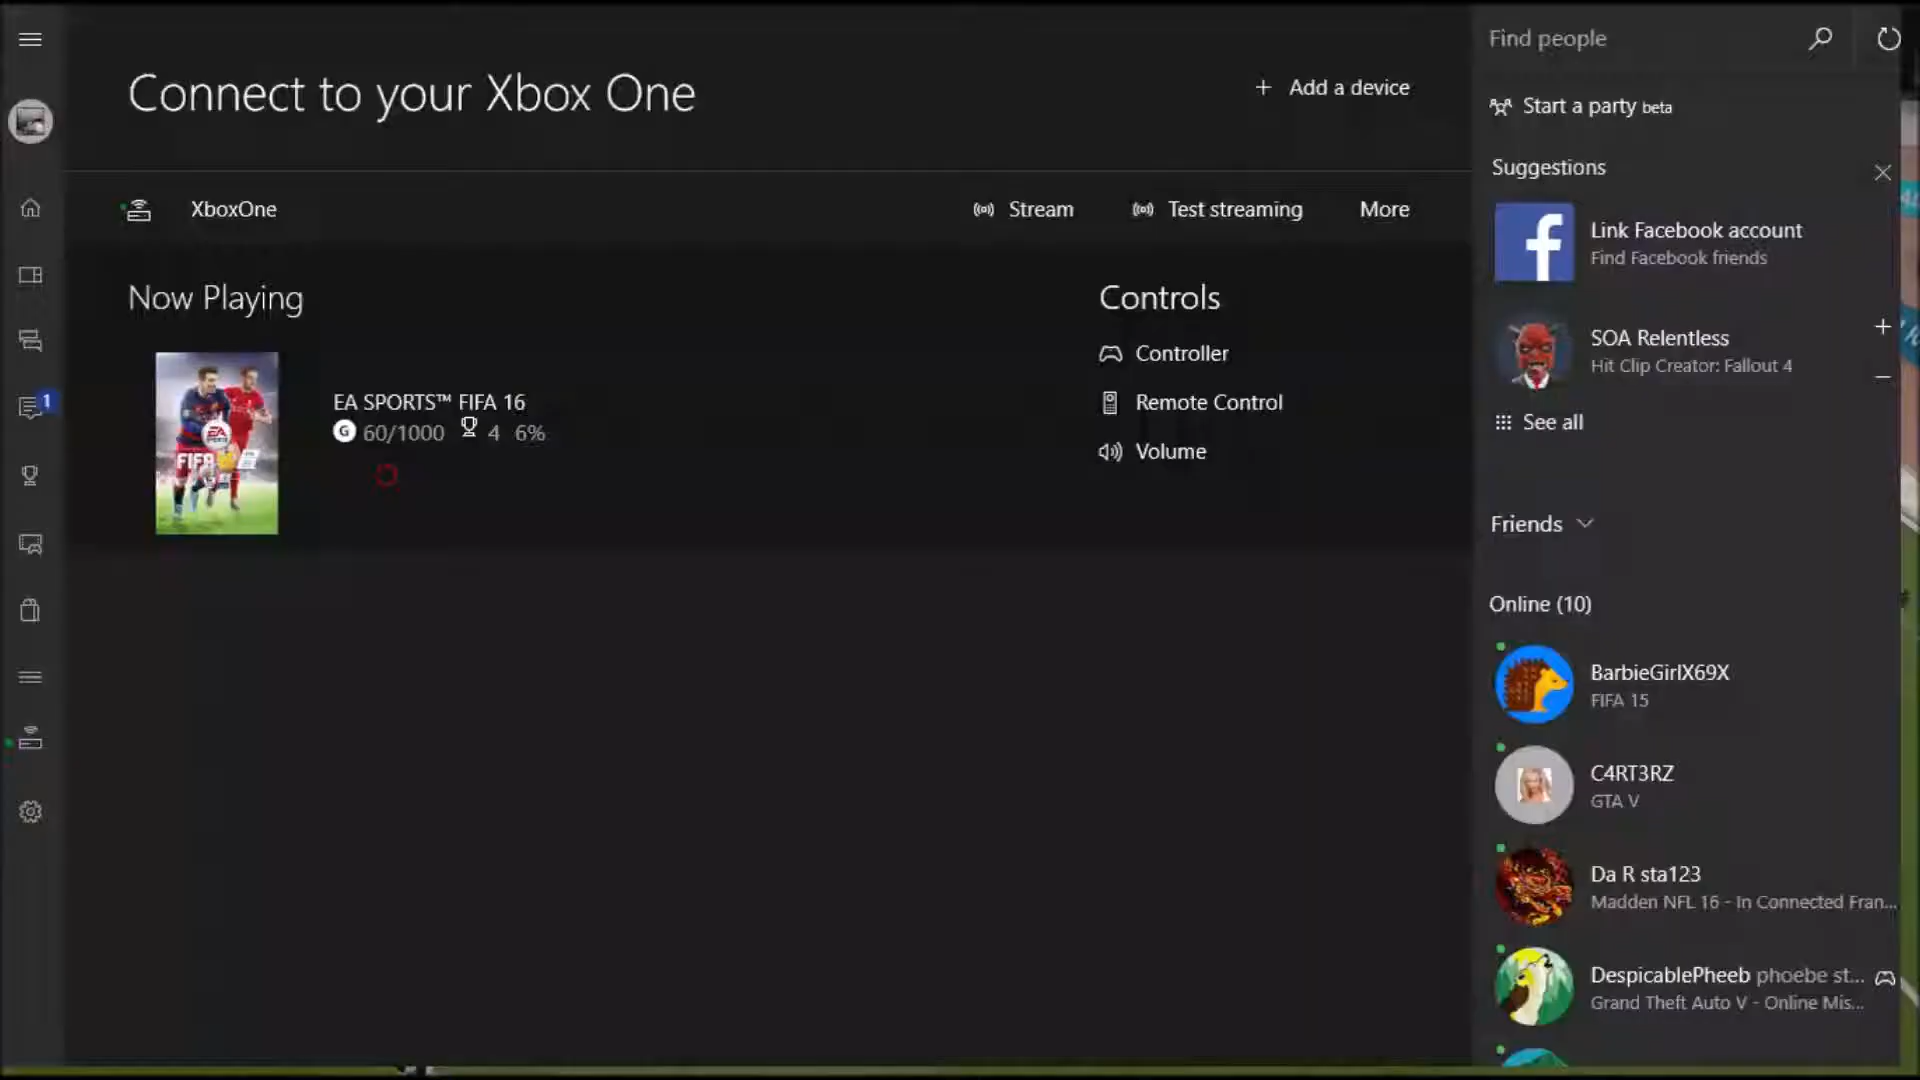 Connect to your Xbox One
+ Add a device
XboxOne
Stream
Test streaming
More
Now Playing
EA SPORTS™ FIFA 16
G 60/1000 4 6%
EA
FIFA
Controls
Controller
Remote Control
Volume
1
Find people
Start a party beta
Suggestions
Link Facebook account
Find Facebook friends
SOA Relentless
Hit Clip Creator: Fallout 4
See all
Friends
Online (10)
BarbieGirlX69X
FIFA 15
C4RT3RZ
GTA V
Da R sta123
Madden NFL 16 - In Connected Fran...
DespicablePheeb phoebe st...
Grand Theft Auto V - Online Mis...